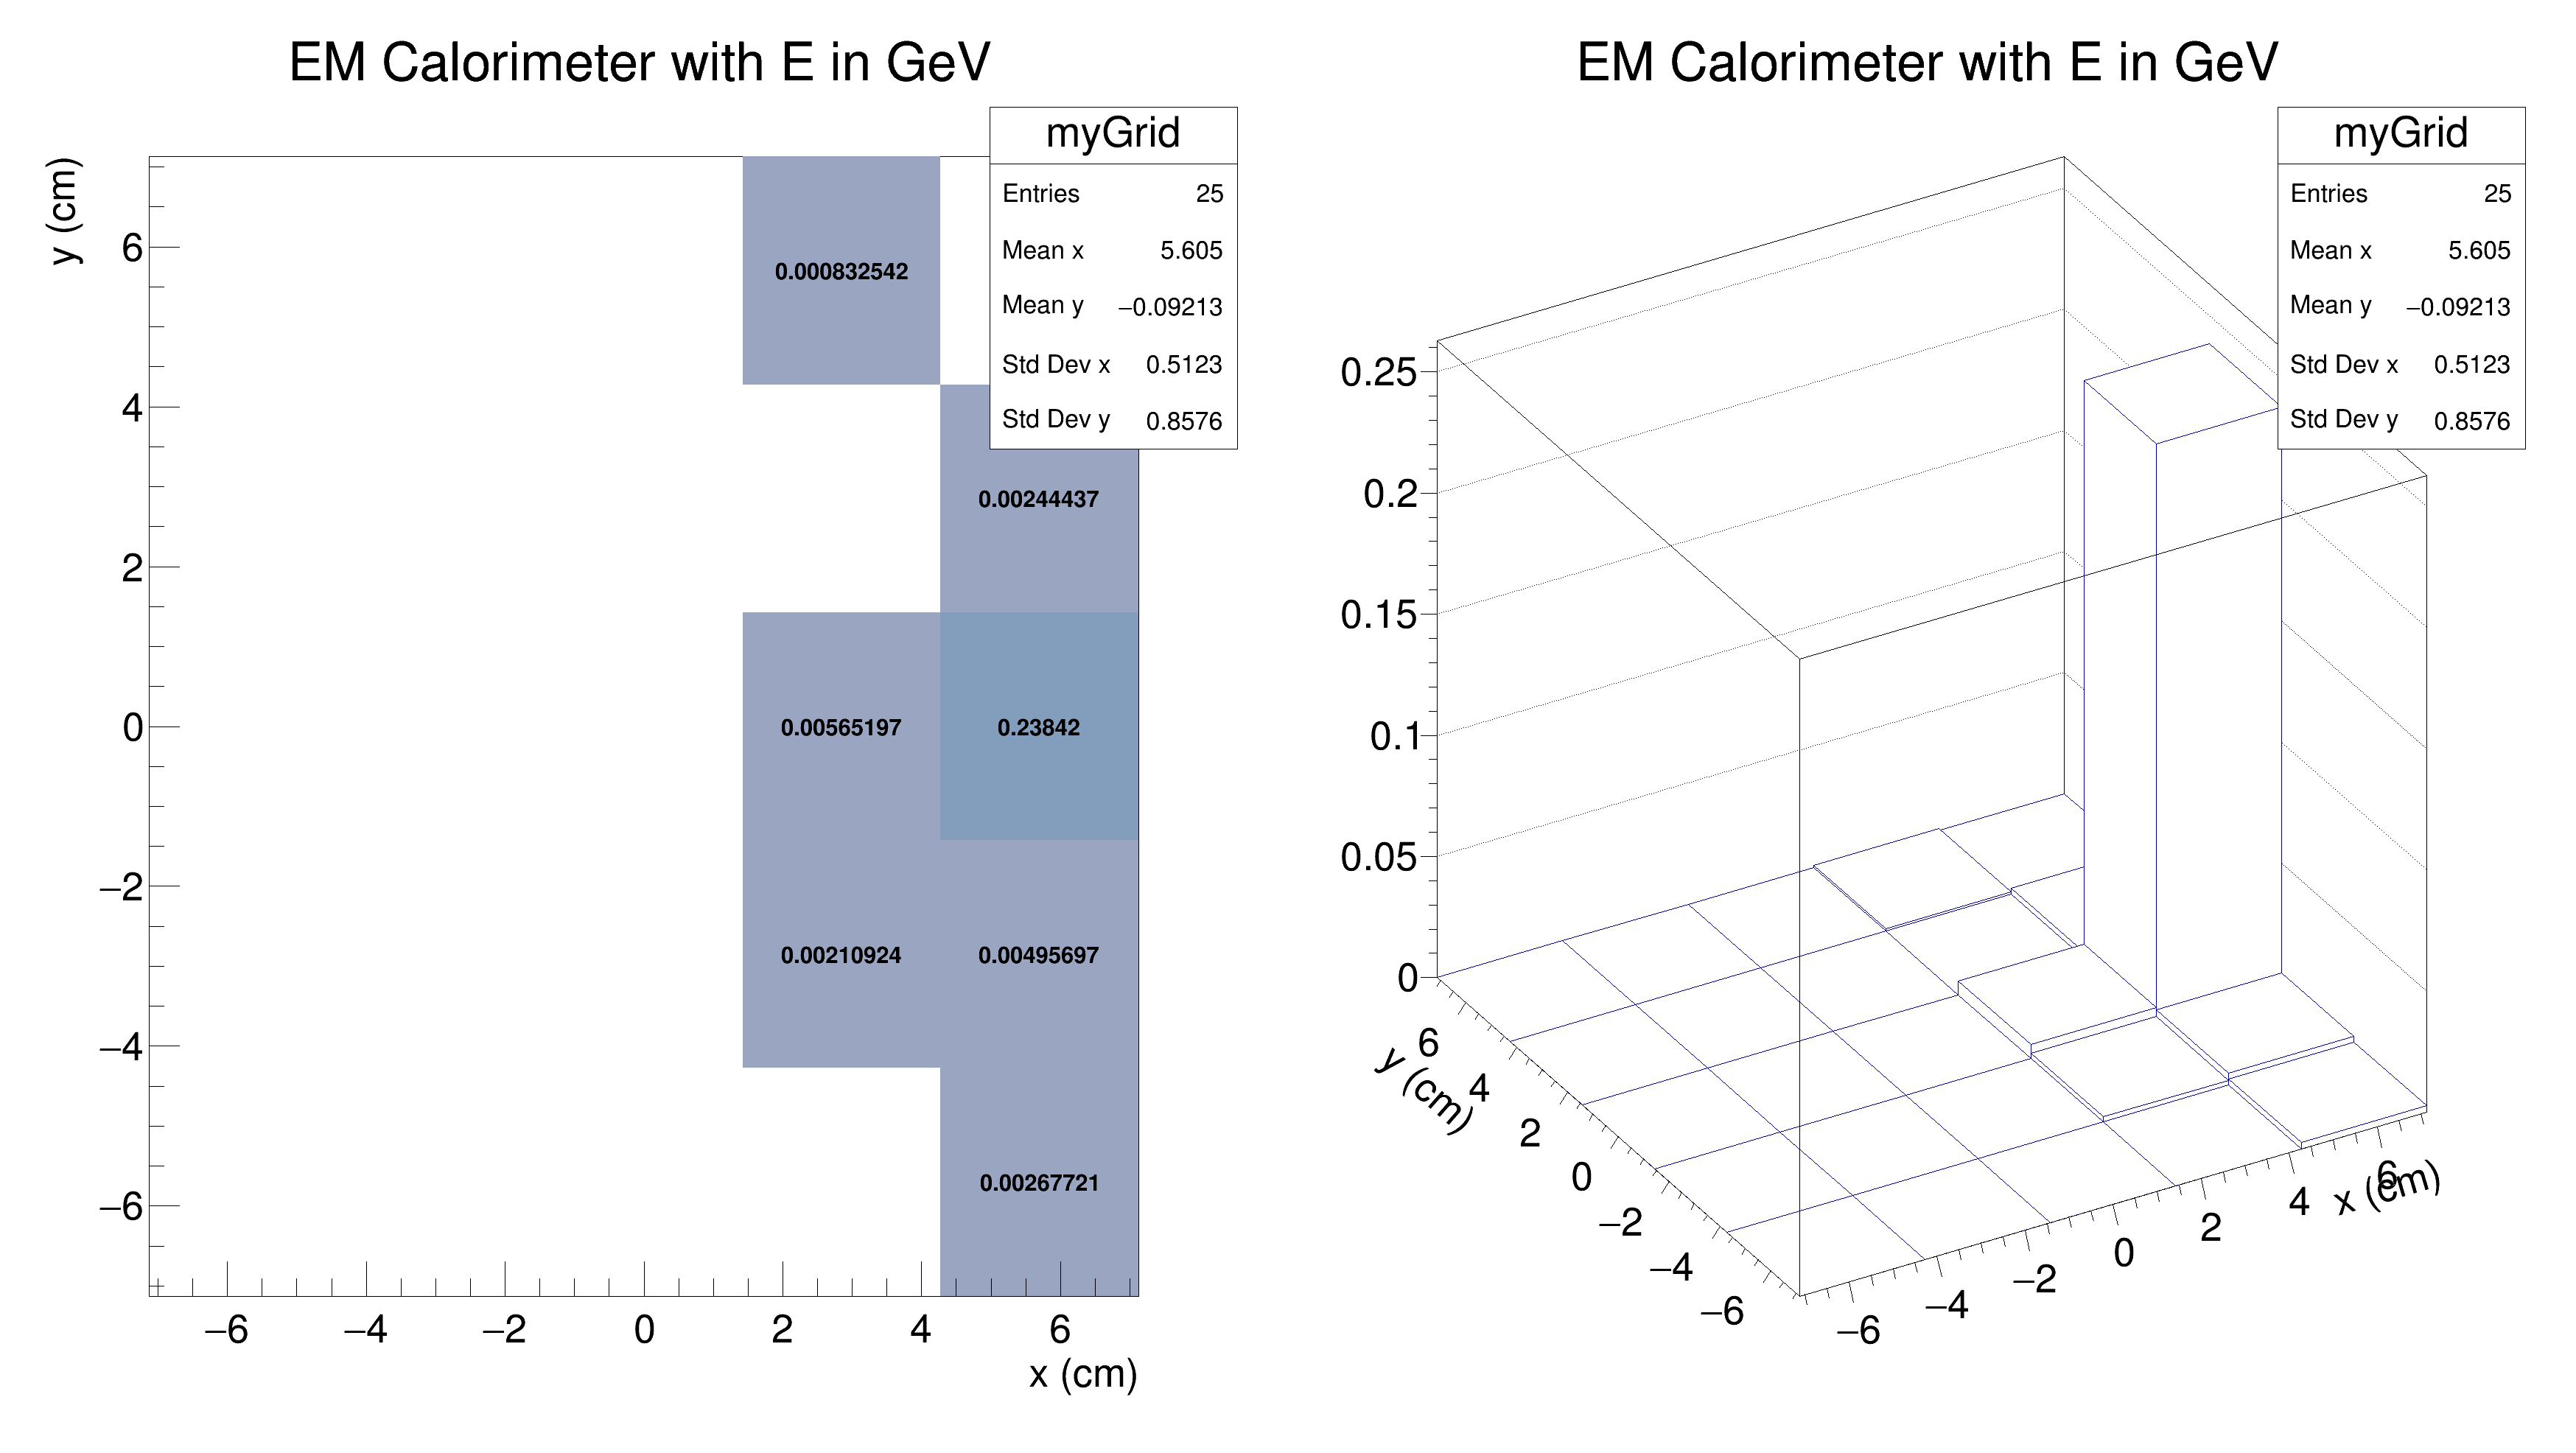 EM Calorimeter with E in GeV
myGrid
Entries 25
Mean x 5.605
Mean y −0.09213
Std Dev x 0.5123
Std Dev y 0.8576
y (cm)
6
4
2
0
−2
−4
−6
0.000832542
0.00244437
0.00565197 0.23842
0.00210924 0.00495697
0.00267721
−6 −4 −2 0 2 4 6
x (cm)
EM Calorimeter with E in GeV
myGrid
Entries 25
Mean x 5.605
Mean y −0.09213
Std Dev x 0.5123
Std Dev y 0.8576
0.25
0.2
0.15
0.1
0.05
0
6
4
2
0
−2
−4
−6
y (cm)
−6
−4
−2
0
2
4
6
x (cm)